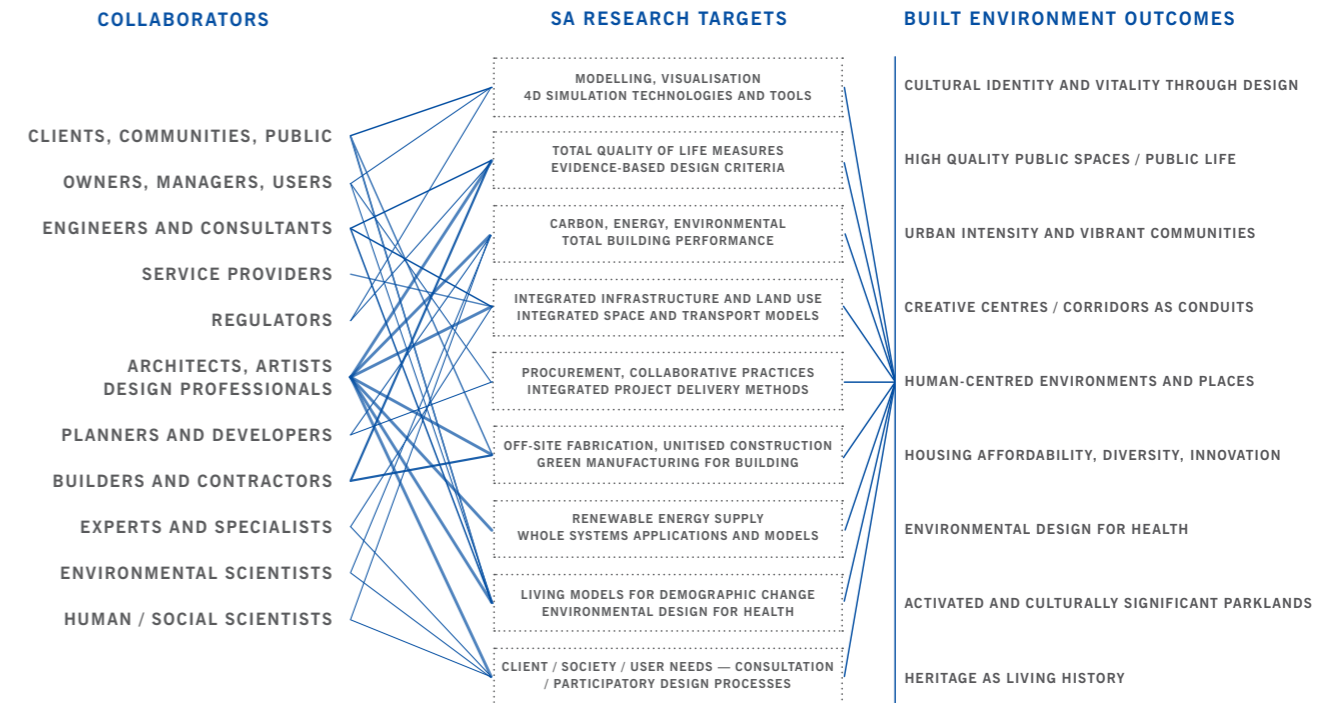 COLLABORATORS
CLIENTS, COMMUNITIES, PUBLIC
OWNERS, MANAGERS, USERS
ENGINEERS AND CONSULTANTS
SERVICE PROVIDERS
REGULATORS
ARCHITECTS, ARTISTS
DESIGN PROFESSIONALS
PLANNERS AND DEVELOPERS
BUILDERS AND CONTRACTORS
EXPERTS AND SPECIALISTS
ENVIRONMENTAL SCIENTISTS
HUMAN / SOCIAL SCIENTISTS
SA RESEARCH TARGETS
MODELLING, VISUALISATION
4D SIMULATION TECHNOLOGIES AND TOOLS
TOTAL QUALITY OF LIFE MEASURES
EVIDENCE-BASED DESIGN CRITERIA
CARBON, ENERGY, ENVIRONMENTAL
TOTAL BUILDING PERFORMANCE
INTEGRATED INFRASTRUCTURE AND LAND USE
INTEGRATED SPACE AND TRANSPORT MODELS
PROCUREMENT, COLLABORATIVE PRACTICES
INTEGRATED PROJECT DELIVERY METHODS
OFF-SITE FABRICATION, UNITISED CONSTRUCTION
GREEN MANUFACTURING FOR BUILDING
RENEWABLE ENERGY SUPPLY
WHOLE SYSTEMS APPLICATIONS AND MODELS
LIVING MODELS FOR DEMOGRAPHIC CHANGE
ENVIRONMENTAL DESIGN FOR HEALTH
CLIENT / SOCIETY / USER NEEDS — CONSULTATION
/ PARTICIPATORY DESIGN PROCESSES
BUILT ENVIRONMENT OUTCOMES
CULTURAL IDENTITY AND VITALITY THROUGH DESIGN
HIGH QUALITY PUBLIC SPACES / PUBLIC LIFE
URBAN INTENSITY AND VIBRANT COMMUNITIES
CREATIVE CENTRES / CORRIDORS AS CONDUITS
HUMAN-CENTRED ENVIRONMENTS AND PLACES
HOUSING AFFORDABILITY, DIVERSITY, INNOVATION
ENVIRONMENTAL DESIGN FOR HEALTH
ACTIVATED AND CULTURALLY SIGNIFICANT PARKLANDS
HERITAGE AS LIVING HISTORY